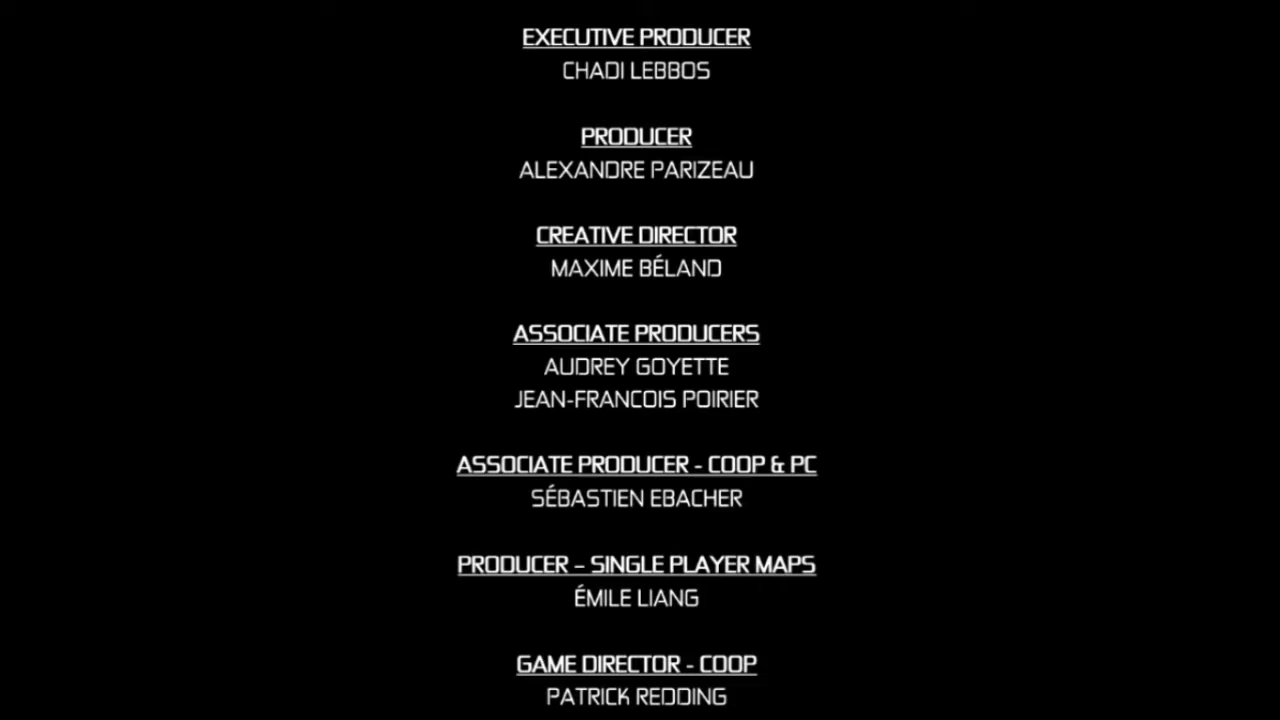 EXECUTIVE PRODUCER
CHADI LEBBOS
PRODUCER
ALEXANDRE PARIZEAU
CREATIVE DIRECTOR
MAXIME BÉLAND
ASSOCIATE PRODUCERS
AUDREY GOYETTE
JEAN-FRANCOIS POIRIER
ASSOCIATE PRODUCER - COOP & PC
SÉBASTIEN EBACHER
PRODUCER – SINGLE PLAYER MAPS
ÉMILE LIANG
GAME DIRECTOR - COOP
PATRICK REDDING